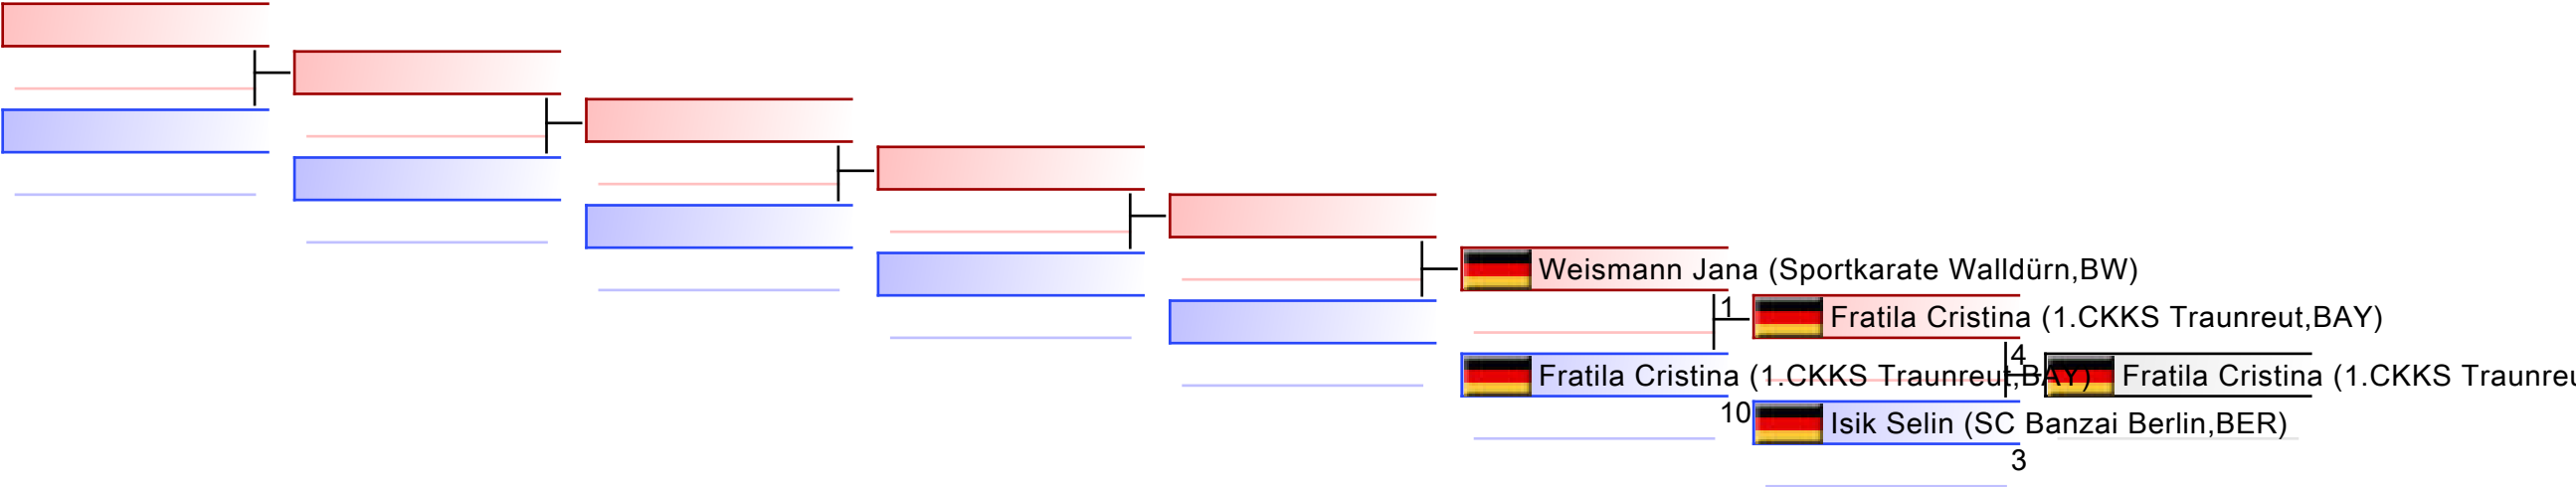 Weismann Jana (Sportkarate Walldürn,BW)
1
Fratila Cristina (1.CKKS Traunreut,BAY)
4
Fratila Cristina (1.CKKS Traunreut,BAY)
Fratila Cristina (1.CKKS Traunreu
10
Isik Selin (SC Banzai Berlin,BER)
3